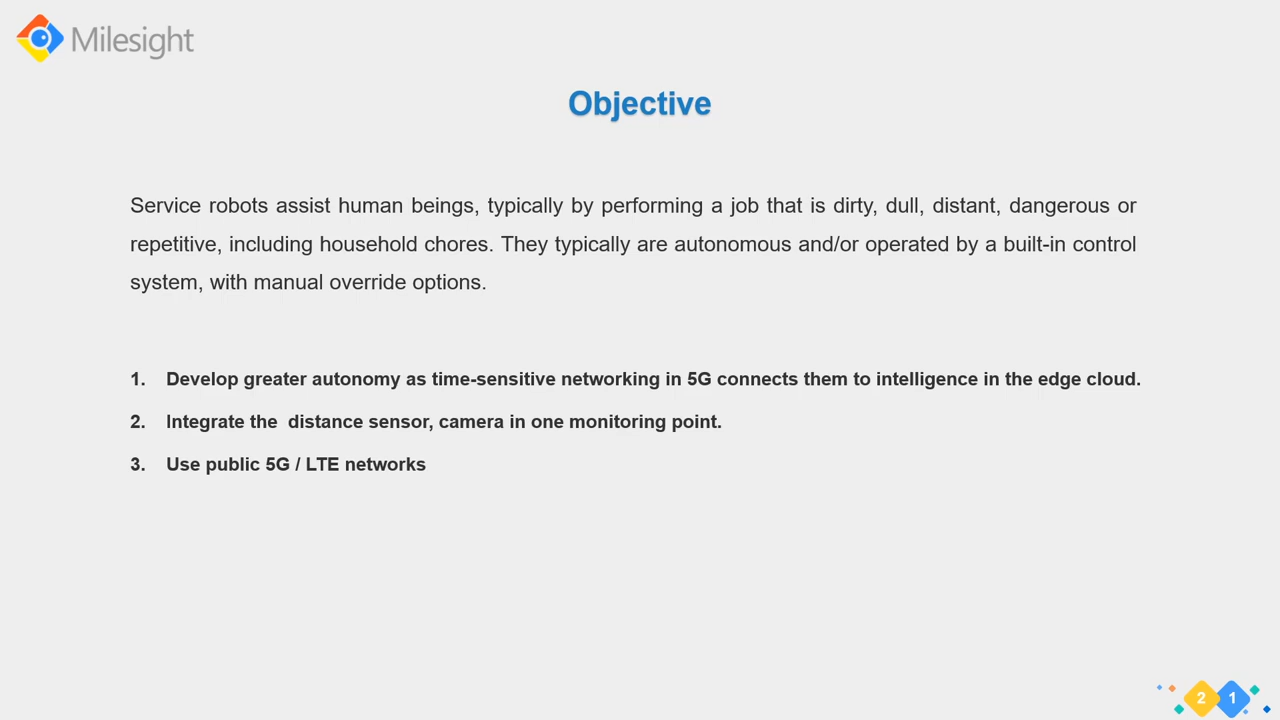 Milesight
Objective
Service robots assist human beings, typically by performing a job that is dirty, dull, distant, dangerous or
repetitive, including household chores. They typically are autonomous and/or operated by a built-in control
system, with manual override options.
1. Develop greater autonomy as time-sensitive networking in 5G connects them to intelligence in the edge cloud.
2. Integrate the  distance sensor, camera in one monitoring point.
3. Use public 5G / LTE networks
2 1